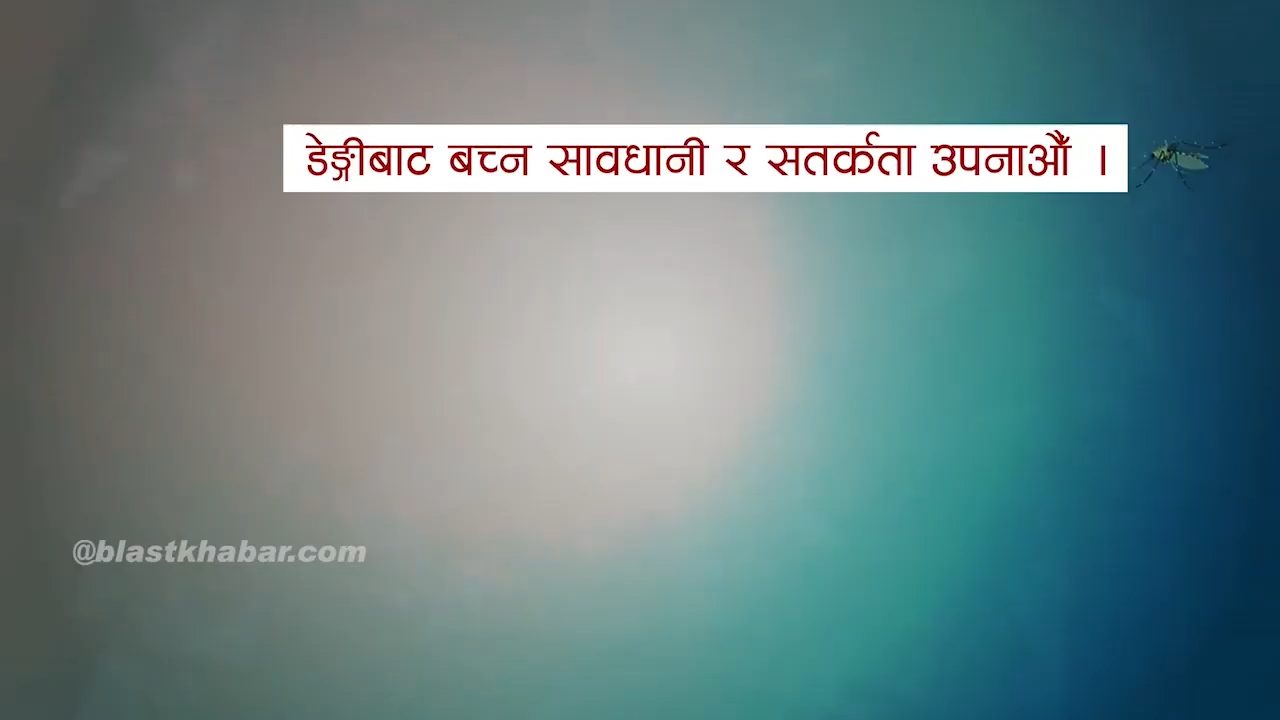 डेङ्गीबाट बच्न सावधानी र सतर्कता उपनाऔँ ।
@blastkhabar.com